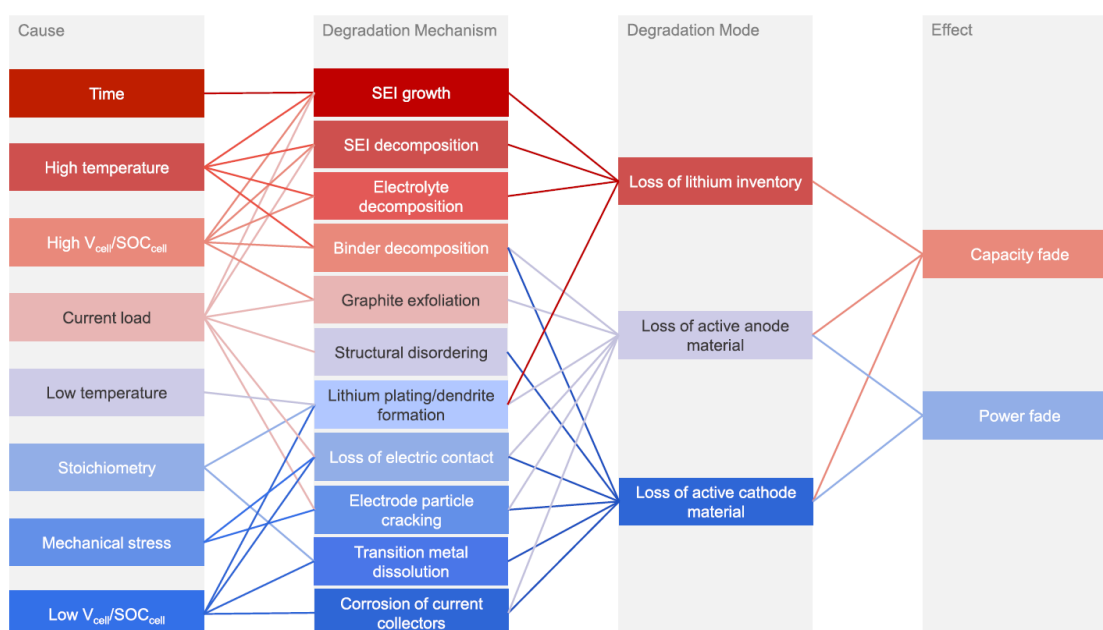 Cause
Degradation Mechanism
Degradation Mode
Effect
Time
High temperature
High Vcell/SOCcell
Current load
Low temperature
Stoichiometry
Mechanical stress
Low Vcell/SOCcell
SEI growth
SEI decomposition
Electrolyte
decomposition
Binder decomposition
Graphite exfoliation
Structural disordering
Lithium plating/dendrite
formation
Loss of electric contact
Electrode particle
cracking
Transition metal
dissolution
Corrosion of current
collectors
Loss of lithium inventory
Loss of active anode
material
Loss of active cathode
material
Capacity fade
Power fade